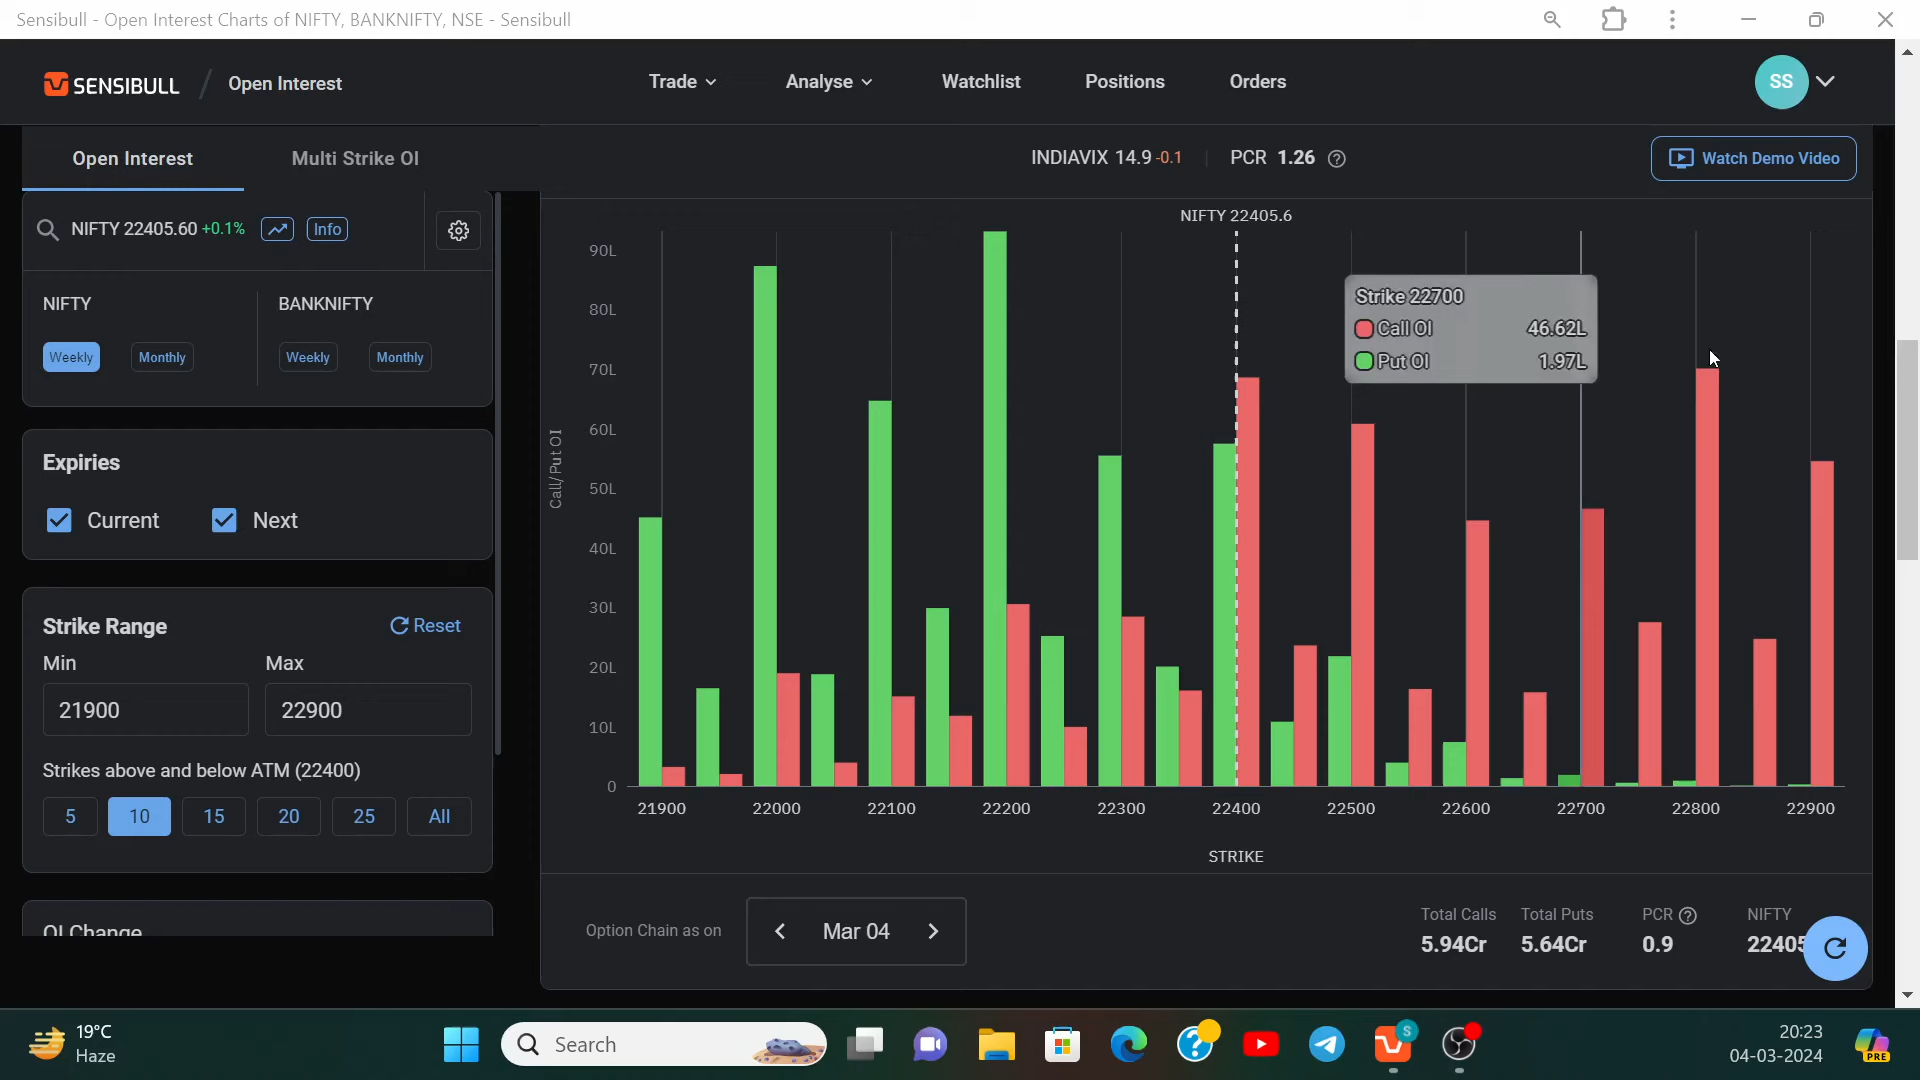 Sensibull - Open Interest Charts of NIFTY, BANKNIFTY, NSE - Sensibull
SENSIBULL / Open Interest
Trade
Analyse
Watchlist
Positions
Orders
SS
Open Interest
Multi Strike OI
INDIAVIX 14.9 -0.1
PCR 1.26
Watch Demo Video
NIFTY 22405.60 +0.1%
Info
NIFTY
BANKNIFTY
Weekly
Monthly
Weekly
Monthly
Expiries
Current
Next
Strike Range
Reset
Min
Max
21900
22900
Strikes above and below ATM (22400)
5
10
15
20
25
All
OI Change
NIFTY 22405.6
90L
80L
70L
60L
50L
40L
30L
20L
10L
0
Call/Put OI
Strike 22700
Call OI 46.62L
Put OI 1.97L
21900 22000 22100 22200 22300 22400 22500 22600 22700 22800 22900
STRIKE
Option Chain as on
Mar 04
Total Calls
5.94Cr
Total Puts
5.64Cr
PCR
0.9
NIFTY
22405
19°C
Haze
Search
S
PRE
20:23
04-03-2024